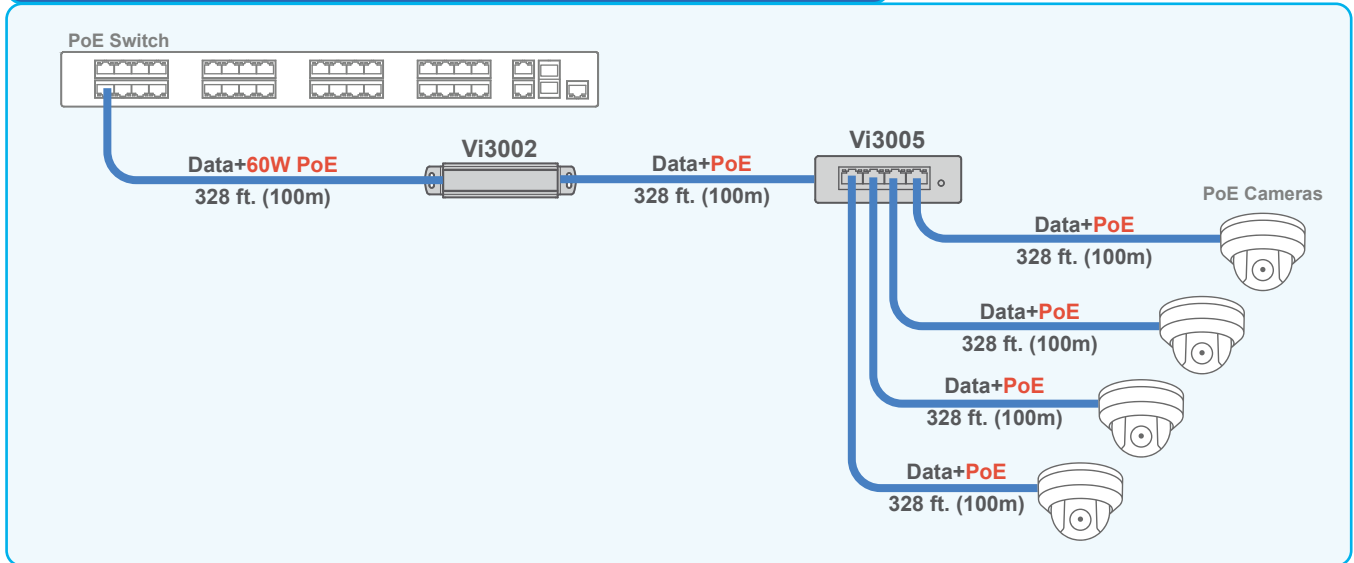 PoE Switch
Vi3002
Vi3005
Data+60W PoE
328 ft. (100m)
Data+PoE
328 ft. (100m)
PoE Cameras
Data+PoE
328 ft. (100m)
Data+PoE
328 ft. (100m)
Data+PoE
328 ft. (100m)
Data+PoE
328 ft. (100m)